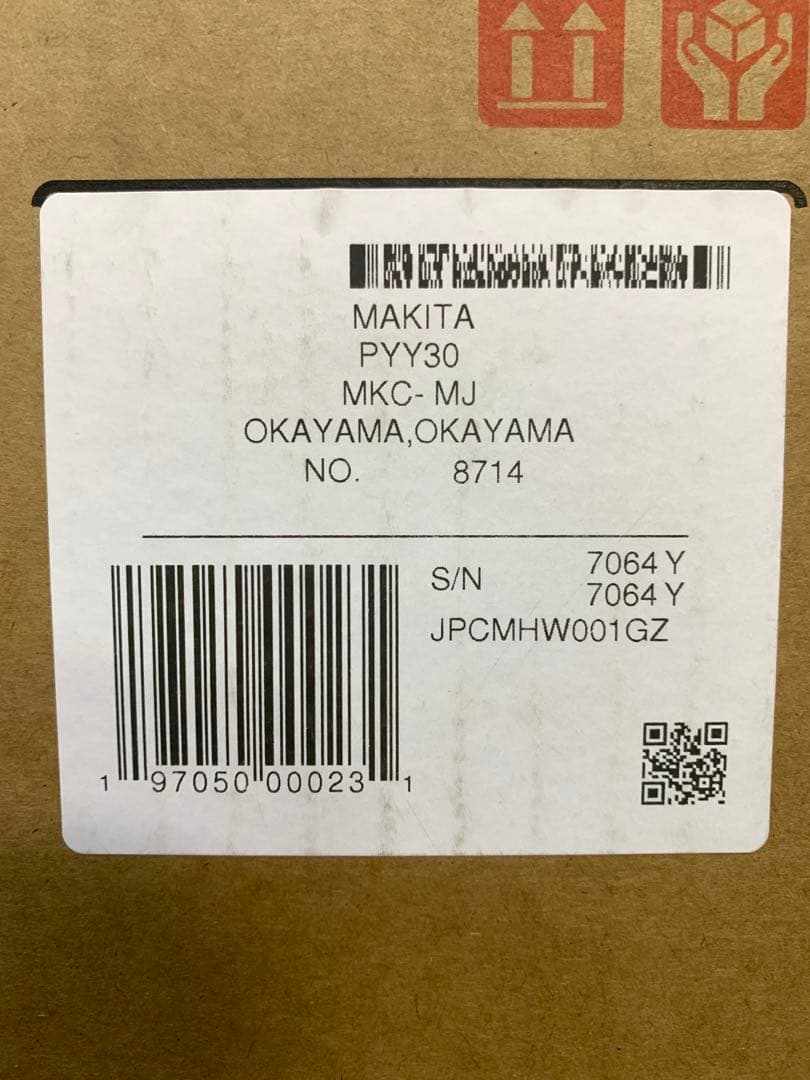 MAKITA
PYY30
MKC- MJ
OKAYAMA,OKAYAMA
NO. 8714
S/N 7064 Y
7064 Y
JPCMHW001GZ
1 97050 00023 1